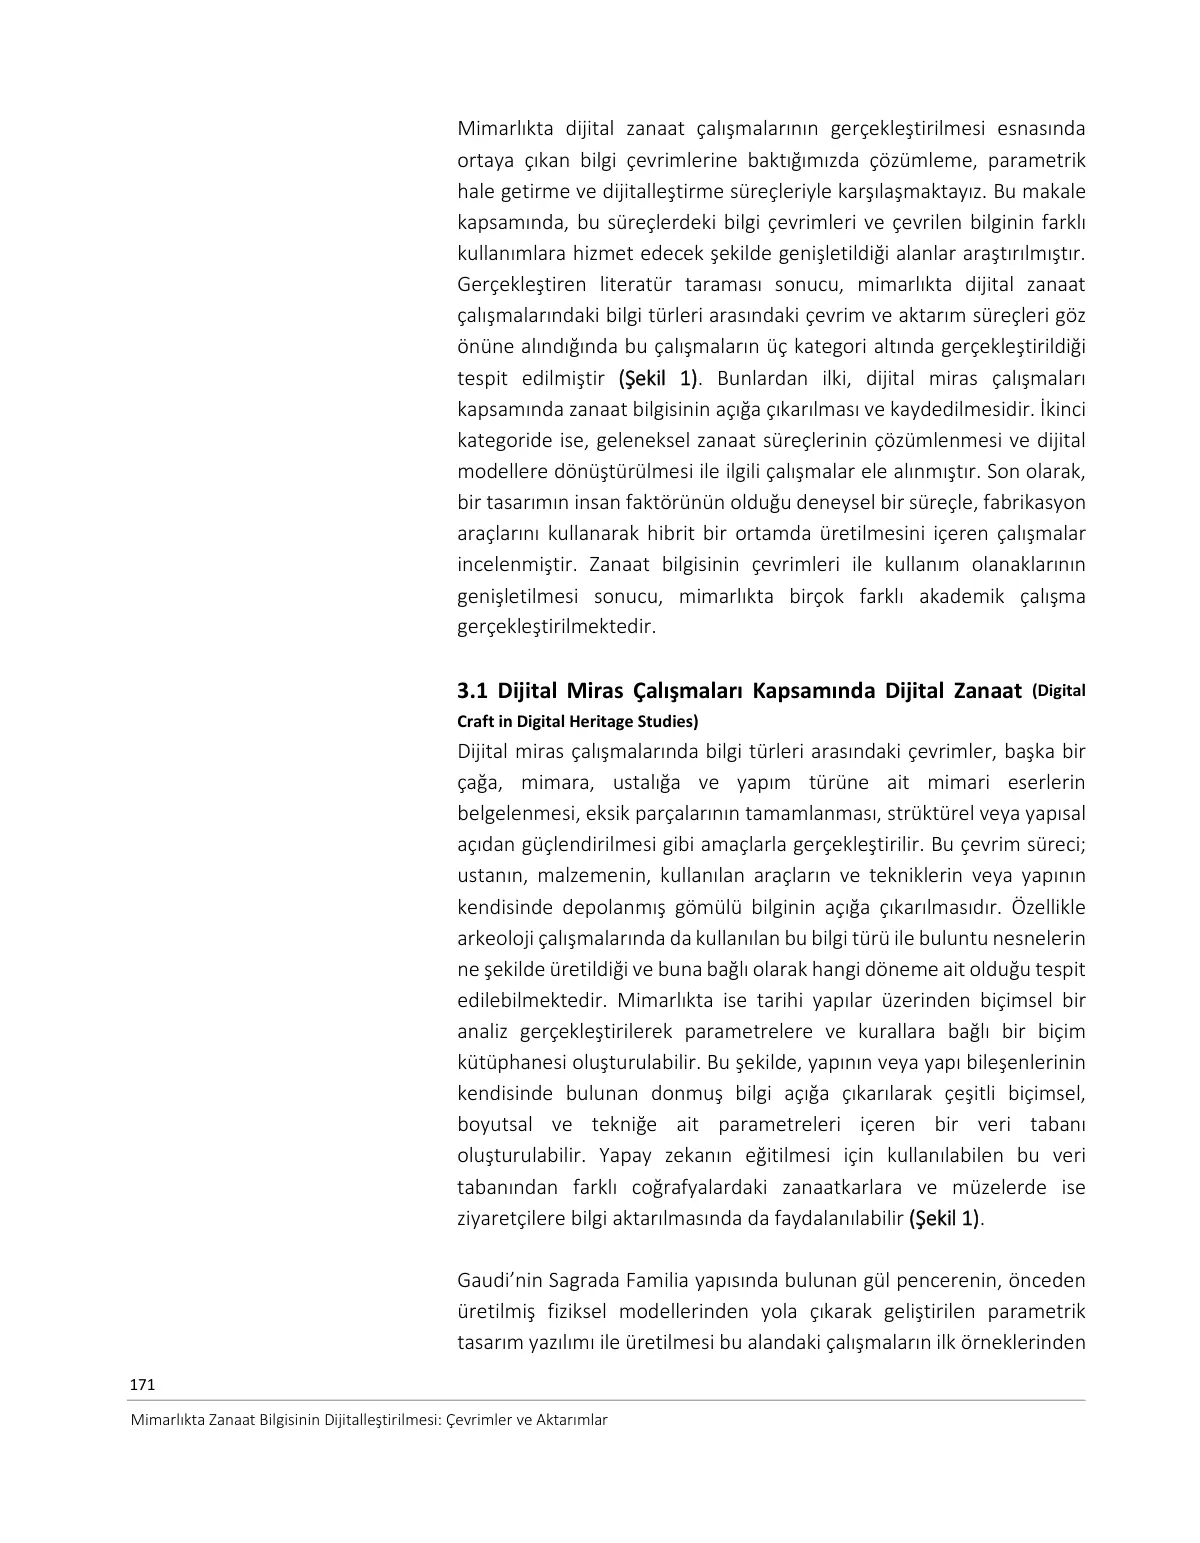 Mimarlıkta dijital zanaat çalışmalarının gerçekleştirilmesi esnasında
ortaya çıkan bilgi çevrimlerine baktığımızda çözümleme, parametrik
hale getirme ve dijitalleştirme süreçleriyle karşılaşmaktayız. Bu makale
kapsamında, bu süreçlerdeki bilgi çevrimleri ve çevrilen bilginin farklı
kullanımlara hizmet edecek şekilde genişletildiği alanlar araştırılmıştır.
Gerçekleştiren literatür taraması sonucu, mimarlıkta dijital zanaat
çalışmalarındaki bilgi türleri arasındaki çevrim ve aktarım süreçleri göz
önüne alındığında bu çalışmaların üç kategori altında gerçekleştirildiği
tespit edilmiştir (Şekil 1). Bunlardan ilki, dijital miras çalışmaları
kapsamında zanaat bilgisinin açığa çıkarılması ve kaydedilmesidir. İkinci
kategoride ise, geleneksel zanaat süreçlerinin çözümlenmesi ve dijital
modellere dönüştürülmesi ile ilgili çalışmalar ele alınmıştır. Son olarak,
bir tasarımın insan faktörünün olduğu deneysel bir süreçle, fabrikasyon
araçlarını kullanarak hibrit bir ortamda üretilmesini içeren çalışmalar
incelenmiştir. Zanaat bilgisinin çevrimleri ile kullanım olanaklarının
genişletilmesi sonucu, mimarlıkta birçok farklı akademik çalışma
gerçekleştirilmektedir.
3.1 Dijital Miras Çalışmaları Kapsamında Dijital Zanaat (Digital
Craft in Digital Heritage Studies)
Dijital miras çalışmalarında bilgi türleri arasındaki çevrimler, başka bir
çağa, mimara, ustalığa ve yapım türüne ait mimari eserlerin
belgelenmesi, eksik parçalarının tamamlanması, strüktürel veya yapısal
açıdan güçlendirilmesi gibi amaçlarla gerçekleştirilir. Bu çevrim süreci;
ustanın, malzemenin, kullanılan araçların ve tekniklerin veya yapının
kendisinde depolanmış gömülü bilginin açığa çıkarılmasıdır. Özellikle
arkeoloji çalışmalarında da kullanılan bu bilgi türü ile buluntu nesnelerin
ne şekilde üretildiği ve buna bağlı olarak hangi döneme ait olduğu tespit
edilebilmektedir. Mimarlıkta ise tarihi yapılar üzerinden biçimsel bir
analiz gerçekleştirilerek parametrelere ve kurallara bağlı bir biçim
kütüphanesi oluşturulabilir. Bu şekilde, yapının veya yapı bileşenlerinin
kendisinde bulunan donmuş bilgi açığa çıkarılarak çeşitli biçimsel,
boyutsal ve tekniğe ait parametreleri içeren bir veri tabanı
oluşturulabilir. Yapay zekanın eğitilmesi için kullanılabilen bu veri
tabanından farklı coğrafyalardaki zanaatkarlara ve müzelerde ise
ziyaretçilere bilgi aktarılmasında da faydalanılabilir (Şekil 1).
Gaudi’nin Sagrada Familia yapısında bulunan gül pencerenin, önceden
üretilmiş fiziksel modellerinden yola çıkarak geliştirilen parametrik
tasarım yazılımı ile üretilmesi bu alandaki çalışmaların ilk örneklerinden
171
Mimarlıkta Zanaat Bilgisinin Dijitalleştirilmesi: Çevrimler ve Aktarımlar